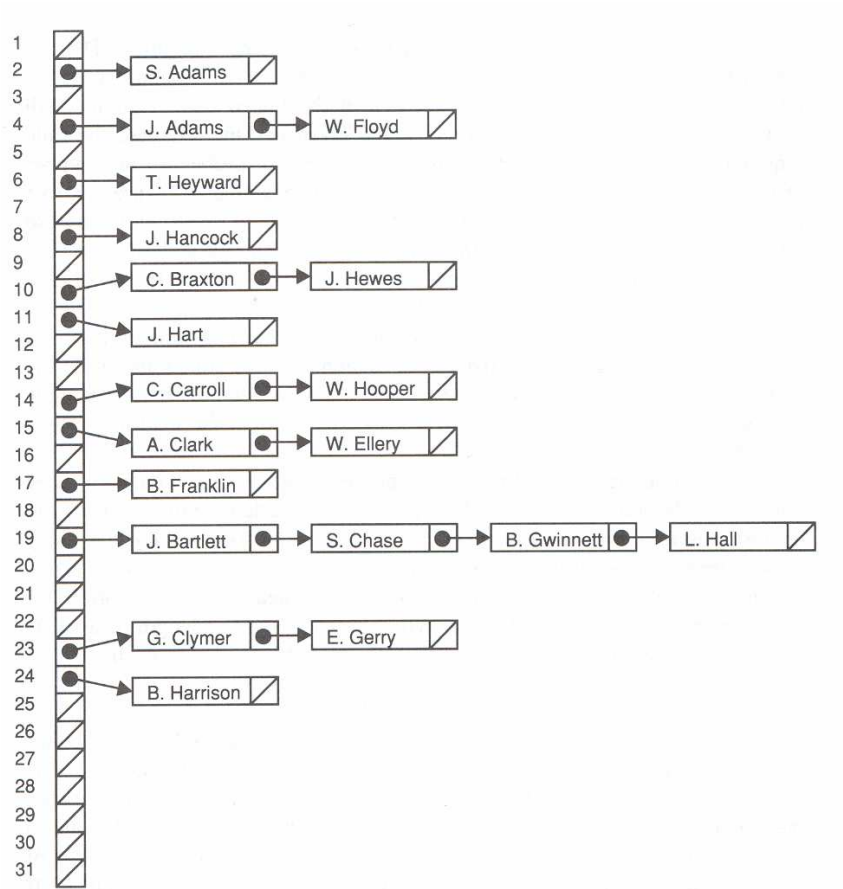 1
2 S. Adams
3
4 J. Adams W. Floyd
5
6 T. Heyward
7
8 J. Hancock
9
10 C. Braxton J. Hewes
11 J. Hart
12
13
14 C. Carroll W. Hooper
15 A. Clark W. Ellery
16
17 B. Franklin
18
19 J. Bartlett S. Chase B. Gwinnett L. Hall
20
21
22
23 G. Clymer E. Gerry
24 B. Harrison
25
26
27
28
29
30
31